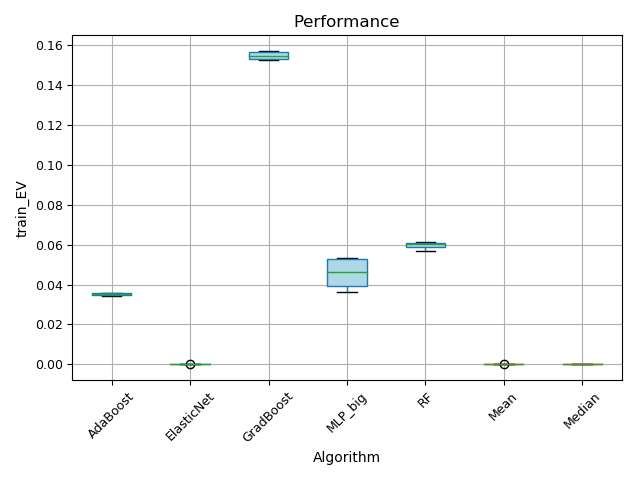 Performance
0.16
0.14
0.12
0.10
0.08
0.06
0.04
0.02
0.00
train_EV
AdaBoost
ElasticNet
GradBoost
MLP_big
RF
Mean
Median
Algorithm